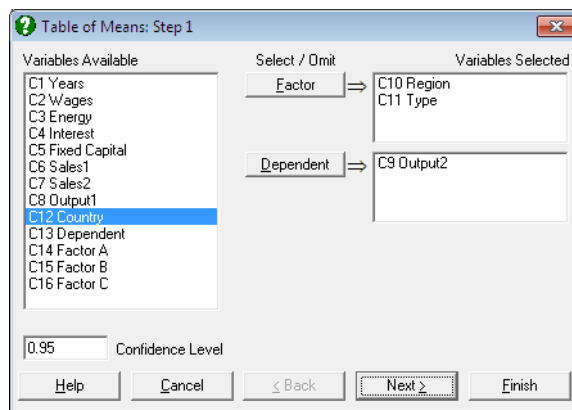 Table of Means: Step 1
Variables Available
Select / Omit
Variables Selected
C1 Years
C2 Wages
C3 Energy
C4 Interest
C5 Fixed Capital
C6 Sales1
C7 Sales2
C8 Output1
C12 Country
C13 Dependent
C14 Factor A
C15 Factor B
C16 Factor C
Factor
C10 Region
C11 Type
Dependent
C9 Output2
0.95 Confidence Level
Help
Cancel
< Back
Next >
Finish